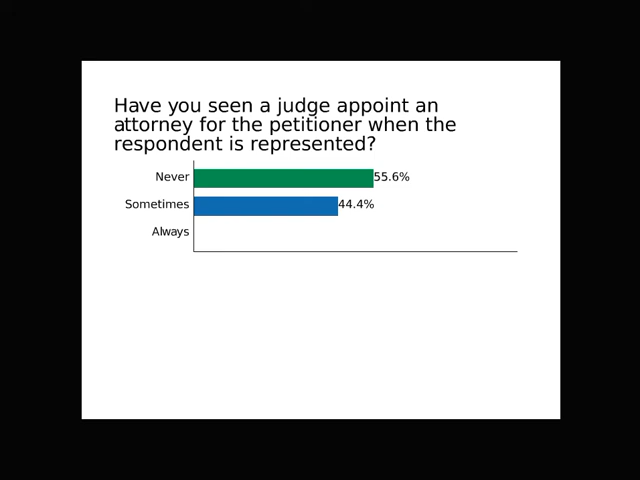 Have you seen a judge appoint an
attorney for the petitioner when the
respondent is represented?
Never 55.6%
Sometimes 44.4%
Always